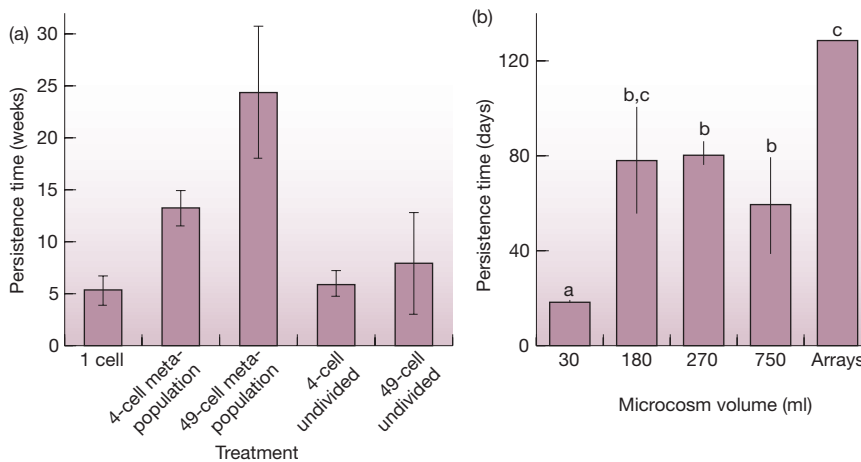 (a)
Persistence time (weeks)
30
25
20
15
10
5
0
1 cell
4-cell meta-
population
49-cell meta-
population
4-cell
undivided
49-cell
undivided
Treatment
(b)
Persistence time (days)
120
80
40
0
a
b,c
b
b
c
30 180 270 750 Arrays
Microcosm volume (ml)